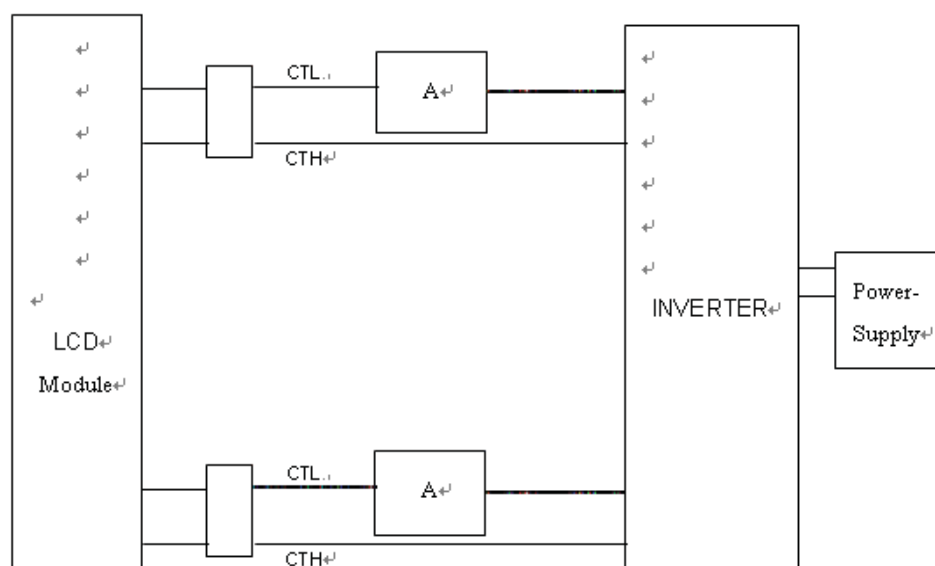 CTL
A
CTH
LCD
Module
INVERTER
Power-
Supply
CTL
A
CTH